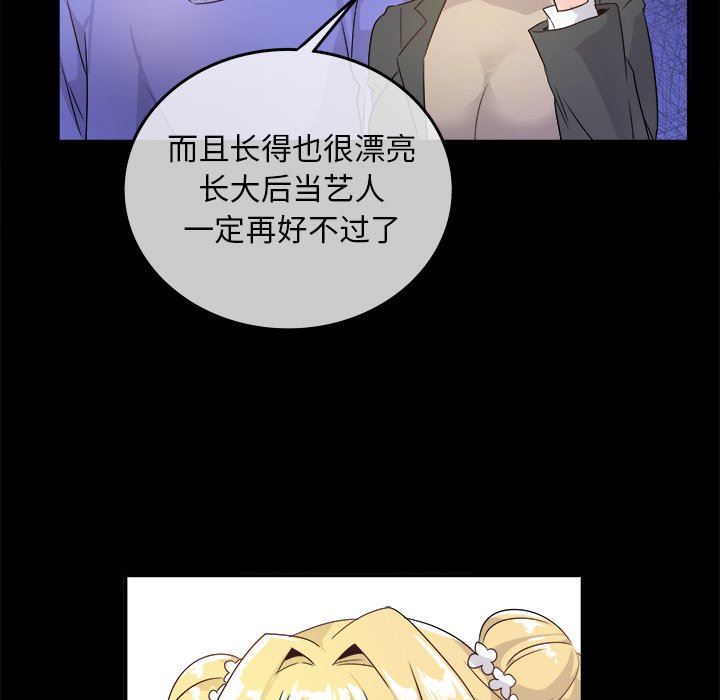 而且长得也很漂亮
长大后当艺人
一定再好不过了